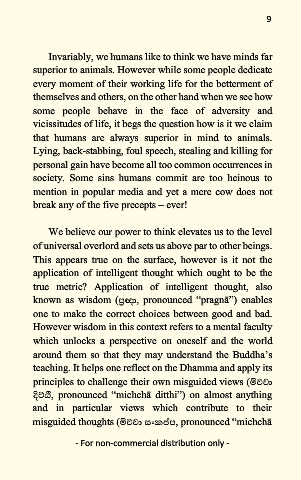 9
Invariably, we humans like to think we have minds far
superior to animals. However while some people dedicate
every moment of their working life for the betterment of
themselves and others, on the other hand when we see how
some people behave in the face of adversity and
vicissitudes of life, it begs the question how is it we claim
that humans are always superior in mind to animals.
Lying, back-stabbing, foul speech, stealing and killing for
personal gain have become all too common occurrences in
society. Some sins humans commit are too heinous to
mention in popular media and yet a mere cow does not
break any of the five precepts – ever!
We believe our power to think elevates us to the level
of universal overlord and sets us above par to other beings.
This appears true on the surface, however is it not the
application of intelligent thought which ought to be the
true metric? Application of intelligent thought, also
known as wisdom (ප්‍රඥා, pronounced “pragnā”) enables
one to make the correct choices between good and bad.
However wisdom in this context refers to a mental faculty
which unlocks a perspective on oneself and the world
around them so that they may understand the Buddha’s
teaching. It helps one reflect on the Dhamma and apply its
principles to challenge their own misguided views (මිච්චා
දිට්ඨි, pronounced “michchā ditthi”) on almost anything
and in particular views which contribute to their
misguided thoughts (මිච්චා සංකප්ප, pronounced “michchā
- For non-commercial distribution only -